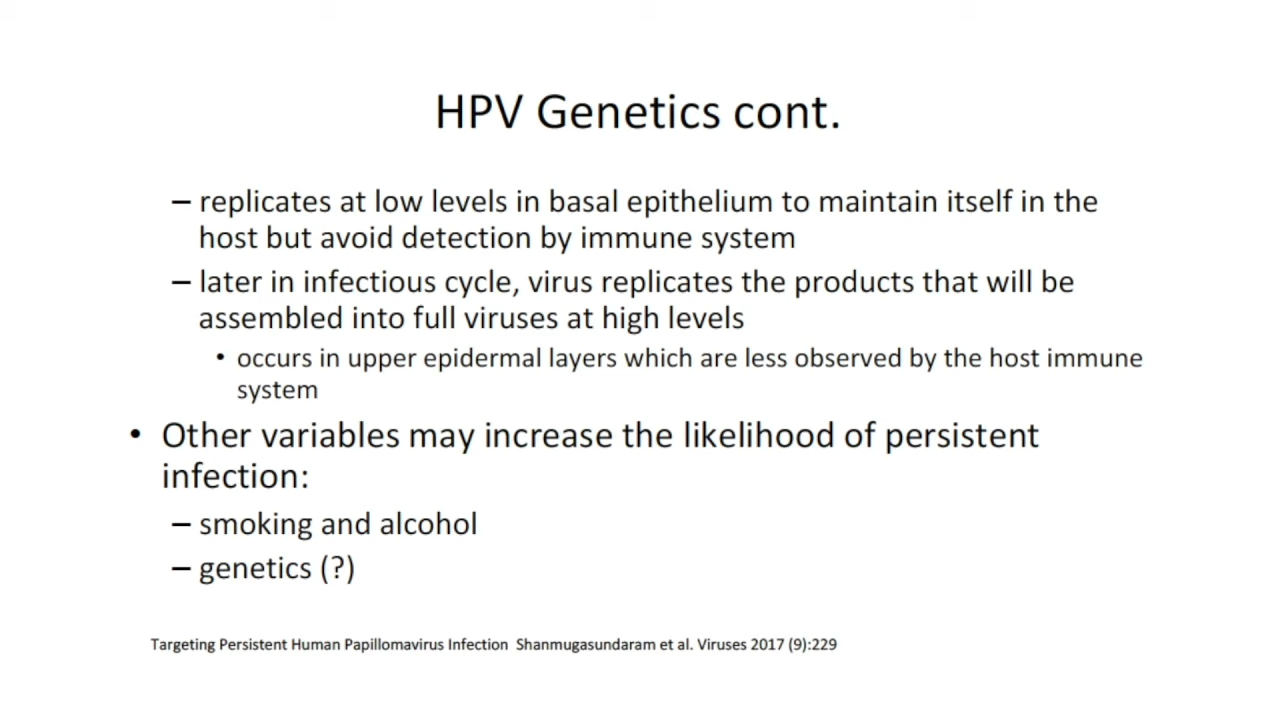 HPV Genetics cont.
– replicates at low levels in basal epithelium to maintain itself in the
host but avoid detection by immune system
– later in infectious cycle, virus replicates the products that will be
assembled into full viruses at high levels
• occurs in upper epidermal layers which are less observed by the host immune
system
• Other variables may increase the likelihood of persistent
infection:
– smoking and alcohol
– genetics (?)
Targeting Persistent Human Papillomavirus Infection  Shanmugasundaram et al. Viruses 2017 (9):229